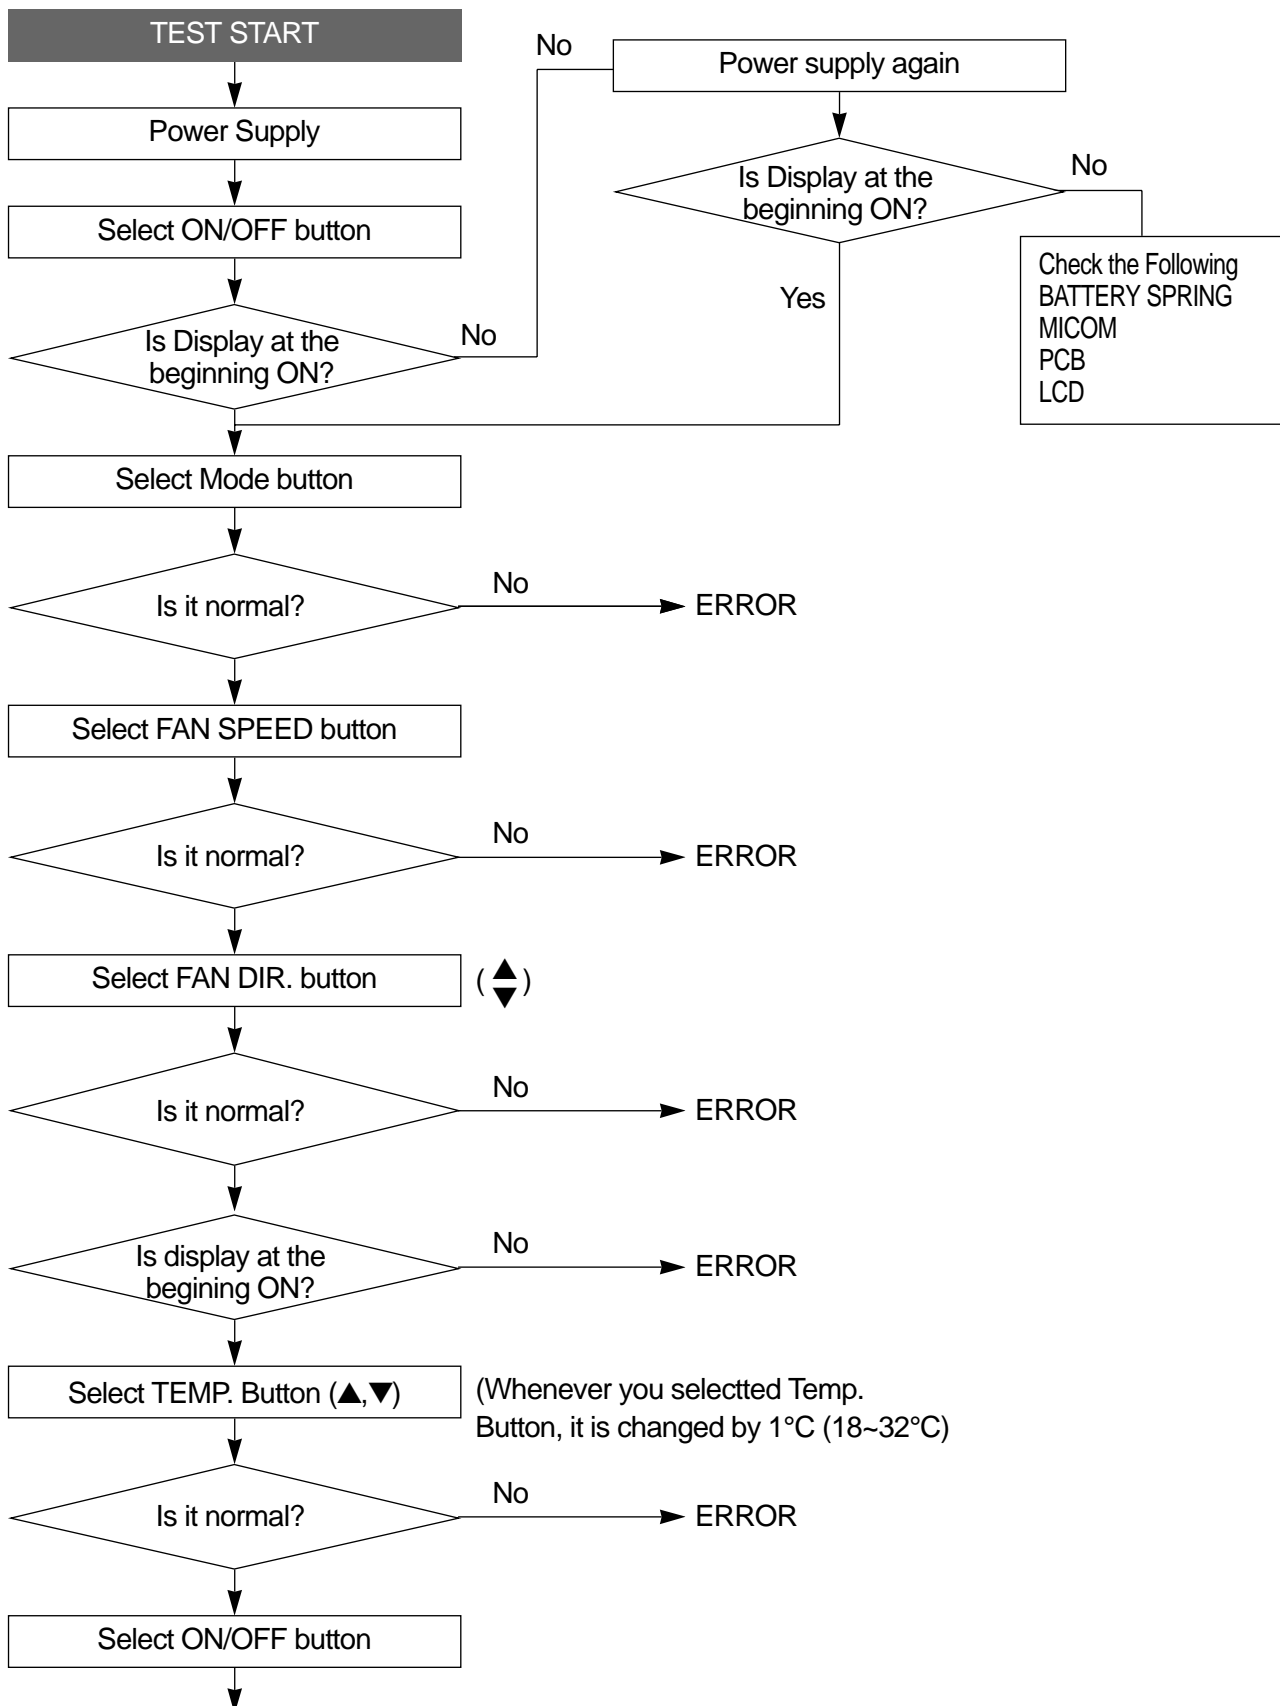 TEST START
No
Power supply again
Power Supply
Is Display at the
beginning ON?
No
Select ON/OFF button
Check the Following
BATTERY SPRING
MICOM
PCB
LCD
Yes
Is Display at the
beginning ON?
No
Select Mode button
Is it normal?
No
ERROR
Select FAN SPEED button
Is it normal?
No
ERROR
Select FAN DIR. button
(▲▼)
Is it normal?
No
ERROR
Is display at the
begining ON?
No
ERROR
Select TEMP. Button (▲,▼)
(Whenever you selectted Temp.
Button, it is changed by 1°C (18~32°C)
Is it normal?
No
ERROR
Select ON/OFF button